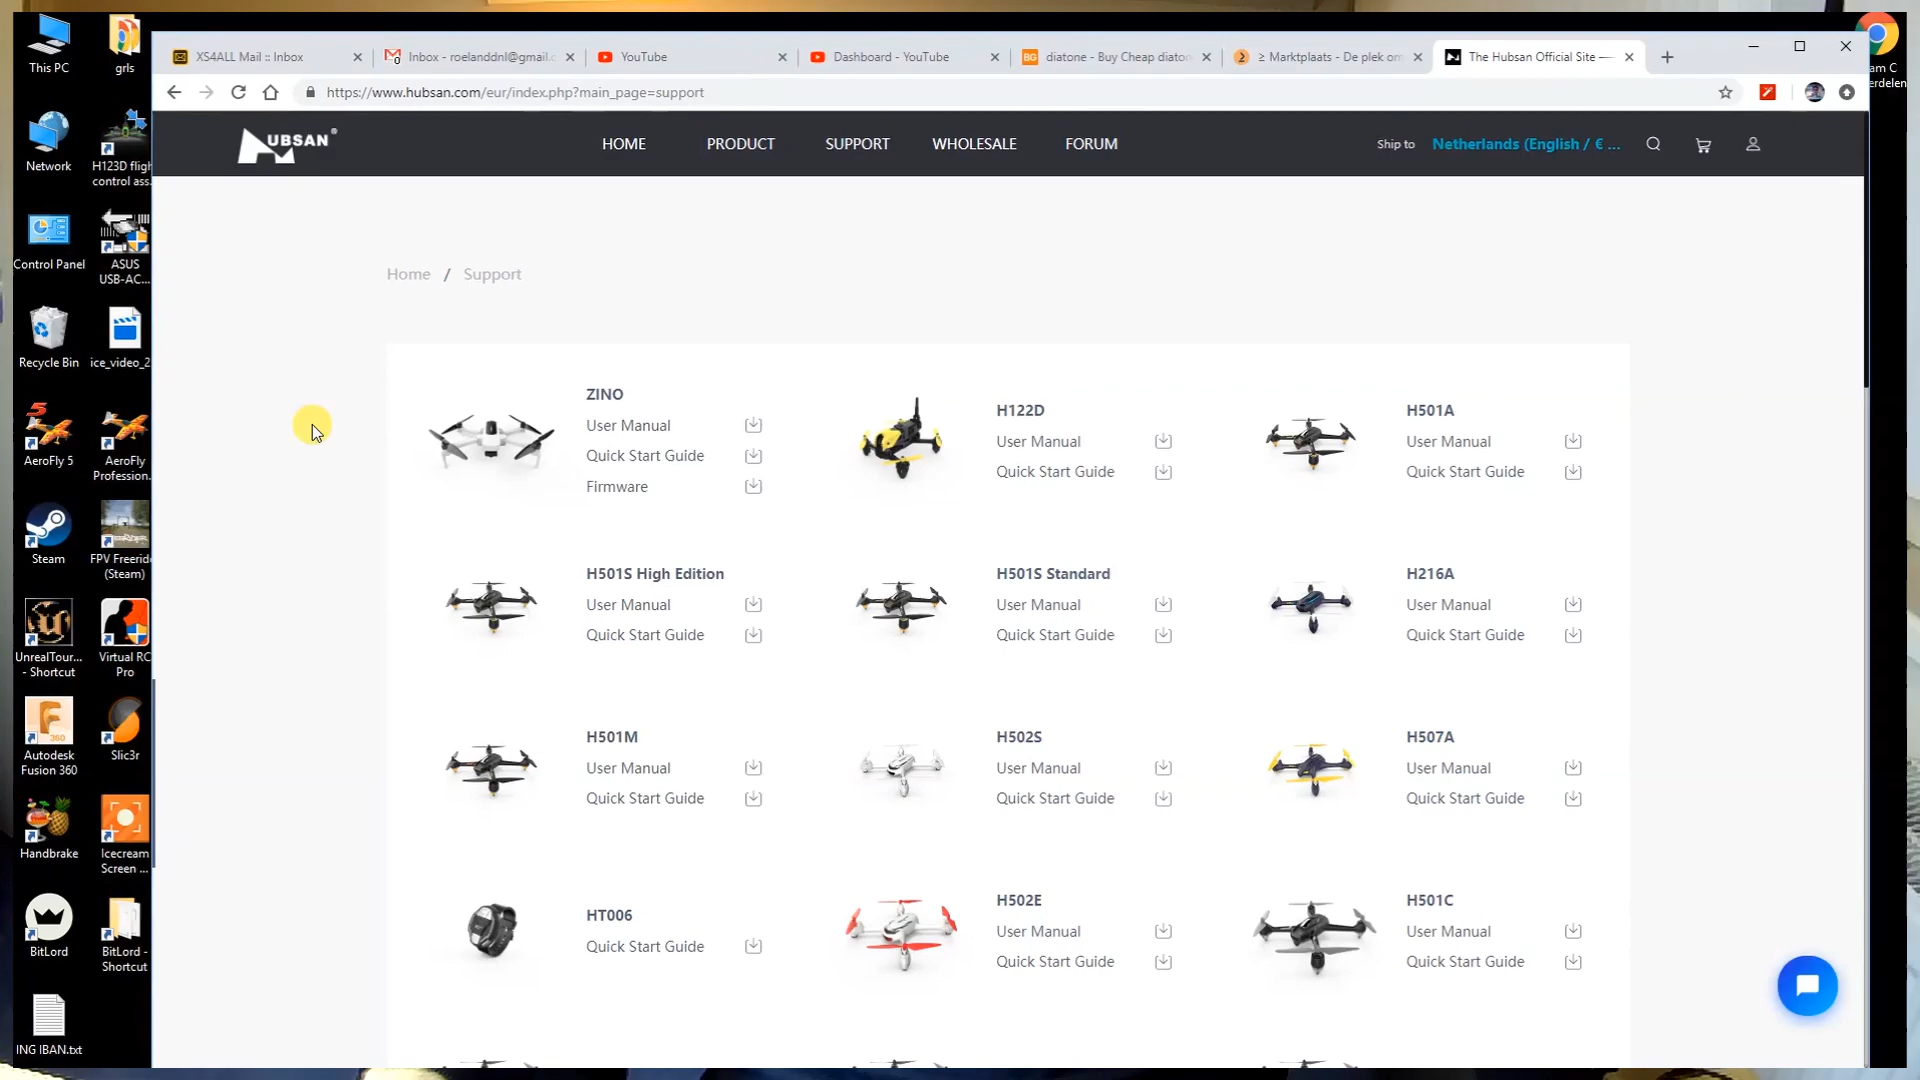 This PC
grls
Network
H123D fligh
control ass...
Control Panel
ASUS
USB-AC...
Recycle Bin
ice_video_2
AeroFly 5
AeroFly
Profession...
Steam
FPV Freerid
(Steam)
UnrealTour...
- Shortcut
Virtual RC
Pro
Autodesk
Fusion 360
Slic3r
Handbrake
Icecream
Screen ...
BitLord
BitLord -
Shortcut
ING IBAN.txt
am C
erdelen
XS4ALL Mail :: Inbox
Inbox - roelanddnl@gmail.c
YouTube
Dashboard - YouTube
BG
diatone - Buy Cheap diaton
≥ Marktplaats - De plek om
The Hubsan Official Site —
https://www.hubsan.com/eur/index.php?main_page=support
HUBSAN®
HOME
PRODUCT
SUPPORT
WHOLESALE
FORUM
Ship to
Netherlands (English / € ...
Home / Support
ZINO
User Manual
Quick Start Guide
Firmware
H122D
User Manual
Quick Start Guide
H501A
User Manual
Quick Start Guide
H501S High Edition
User Manual
Quick Start Guide
H501S Standard
User Manual
Quick Start Guide
H216A
User Manual
Quick Start Guide
H501M
User Manual
Quick Start Guide
H502S
User Manual
Quick Start Guide
H507A
User Manual
Quick Start Guide
HT006
Quick Start Guide
H502E
User Manual
Quick Start Guide
H501C
User Manual
Quick Start Guide